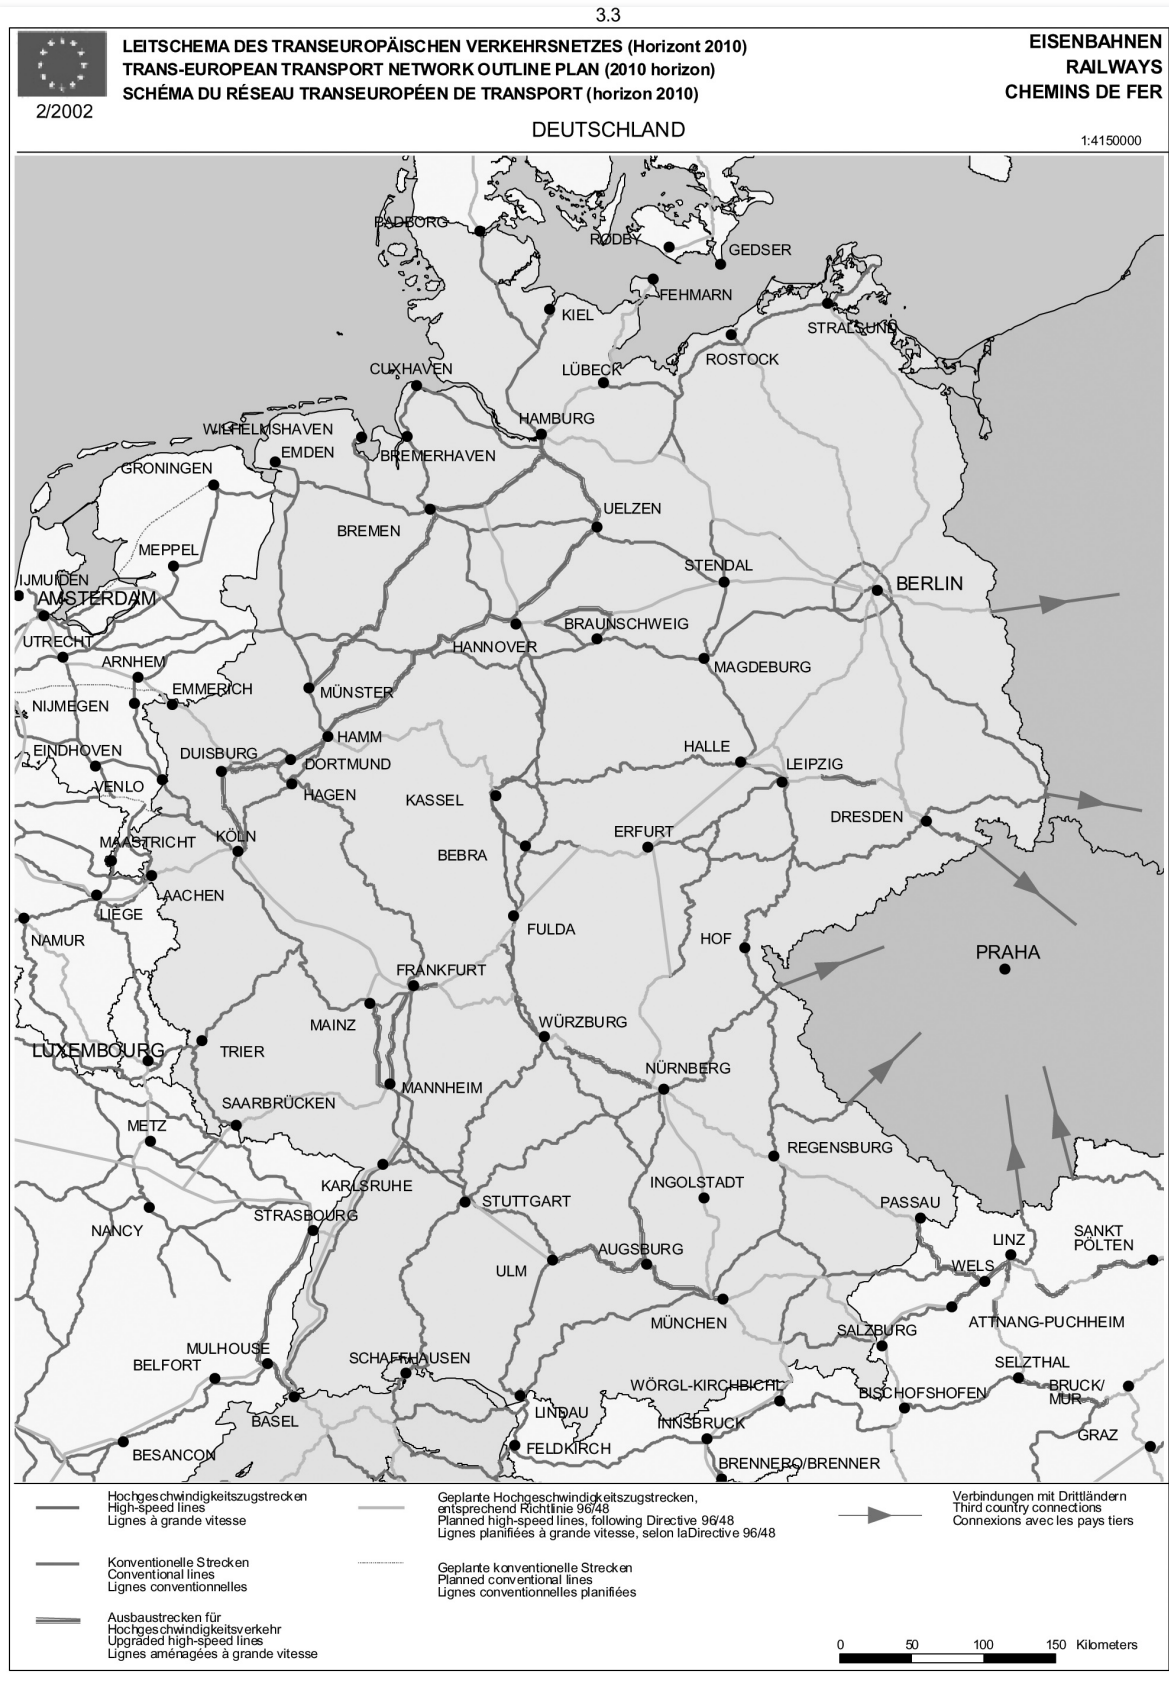 3.3
LEITSCHEMA DES TRANSEUROPÄISCHEN VERKEHRSNETZES (Horizont 2010)
TRANS-EUROPEAN TRANSPORT NETWORK OUTLINE PLAN (2010 horizon)
SCHÉMA DU RÉSEAU TRANSEUROPÉEN DE TRANSPORT (horizon 2010)
EISENBAHNEN
RAILWAYS
CHEMINS DE FER
2/2002
DEUTSCHLAND
1:4150000
PADBORG
RØDBY
GEDSER
FEHMARN
KIEL
STRALSUND
ROSTOCK
CUXHAVEN
LÜBECK
HAMBURG
WILHELMSHAVEN
EMDEN
BREMERHAVEN
GRONINGEN
UELZEN
BREMEN
MEPPEL
STENDAL
IJMUIDEN
AMSTERDAM
BERLIN
UTRECHT
BRAUNSCHWEIG
HANNOVER
ARNHEM
MAGDEBURG
EMMERICH
MÜNSTER
NIJMEGEN
HAMM
EINDHOVEN
DUISBURG
DORTMUND
HALLE
LEIPZIG
VENLO
HAGEN
KASSEL
DRESDEN
MAASTRICHT
KÖLN
ERFURT
BEBRA
AACHEN
LIÈGE
FULDA
NAMUR
HOF
PRAHA
FRANKFURT
MAINZ
WÜRZBURG
LUXEMBOURG
TRIER
NÜRNBERG
MANNHEIM
SAARBRÜCKEN
METZ
REGENSBURG
KARLSRUHE
INGOLSTADT
STUTTGART
PASSAU
STRASBOURG
NANCY
SANKT
PÖLTEN
LINZ
AUGSBURG
ULM
WELS
MÜNCHEN
ATTNANG-PUCHHEIM
SALZBURG
MULHOUSE
SCHAFFHAUSEN
BELFORT
SELZTHAL
WÖRGL-KIRCHBICHL
BISCHOFSHOFEN
BRUCK/
MUR
LINDAU
BASEL
INNSBRUCK
GRAZ
FELDKIRCH
BESANCON
BRENNERO/BRENNER
Hochgeschwindigkeitszugstrecken
High-speed lines
Lignes à grande vitesse
Konventionelle Strecken
Conventional lines
Lignes conventionnelles
Ausbaustrecken für
Hochgeschwindigkeitsverkehr
Upgraded high-speed lines
Lignes aménagées à grande vitesse
Geplante Hochgeschwindigkeitszugstrecken,
entsprechend Richtlinie 96/48
Planned high-speed lines, following Directive 96/48
Lignes planifiées à grande vitesse, selon laDirective 96/48
Geplante konventionelle Strecken
Planned conventional lines
Lignes conventionnelles planifiées
Verbindungen mit Drittländern
Third country connections
Connexions avec les pays tiers
0 50 100 150 Kilometers